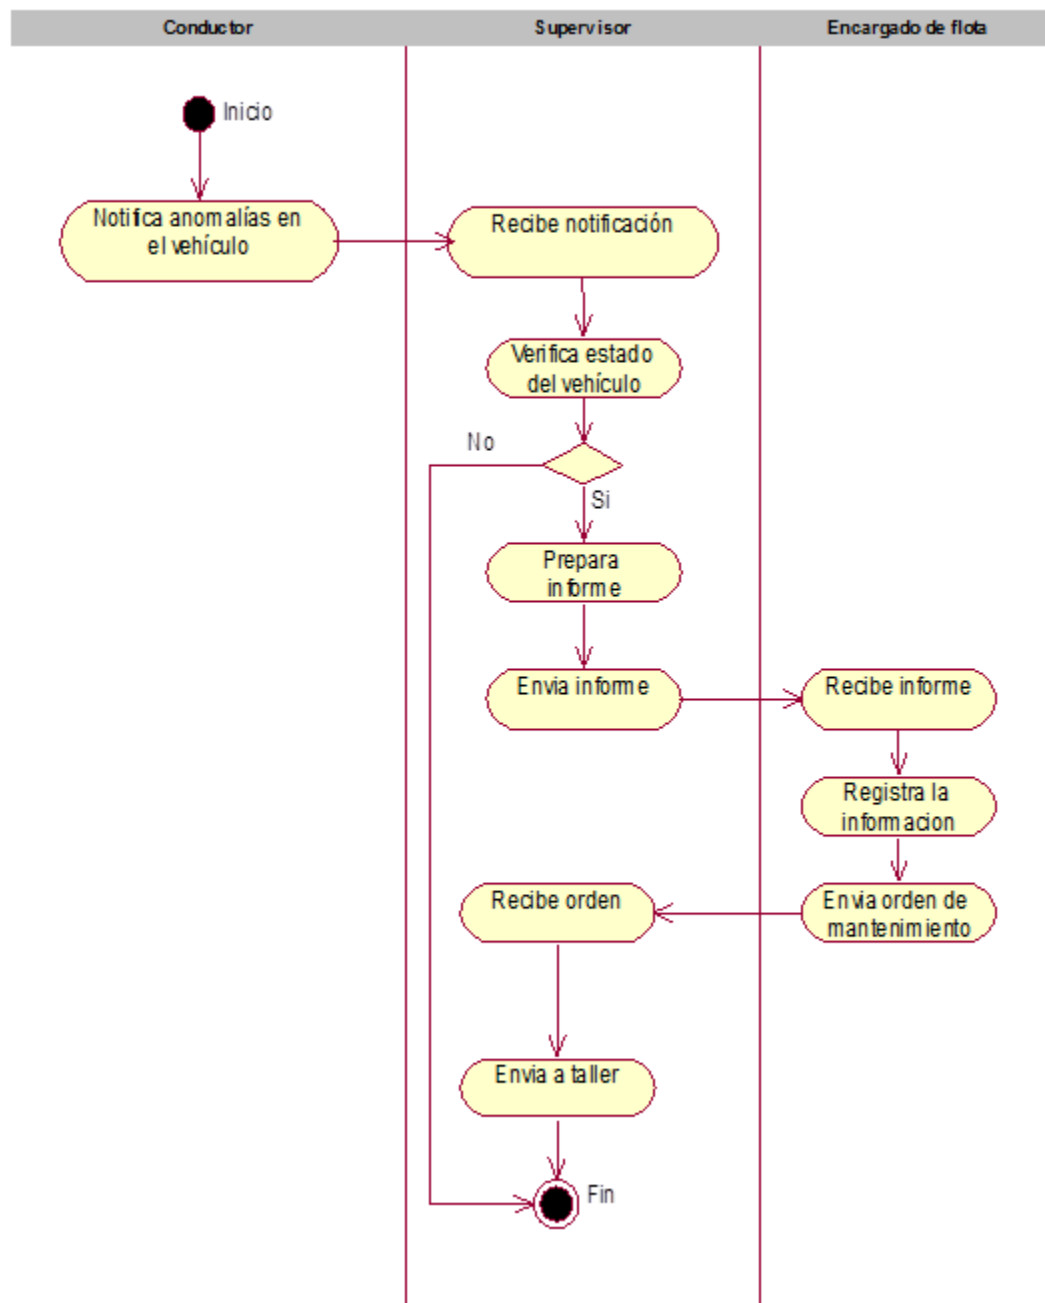 Conductor
Supervisor
Encargado de flota
Inicio
Notifica anomalías en
el vehículo
Recibe notificación
Verifica estado
del vehículo
No
Si
Prepara
informe
Envia informe
Recibe informe
Registra la
informacion
Recibe orden
Envia orden de
mantenimiento
Envia a taller
Fin